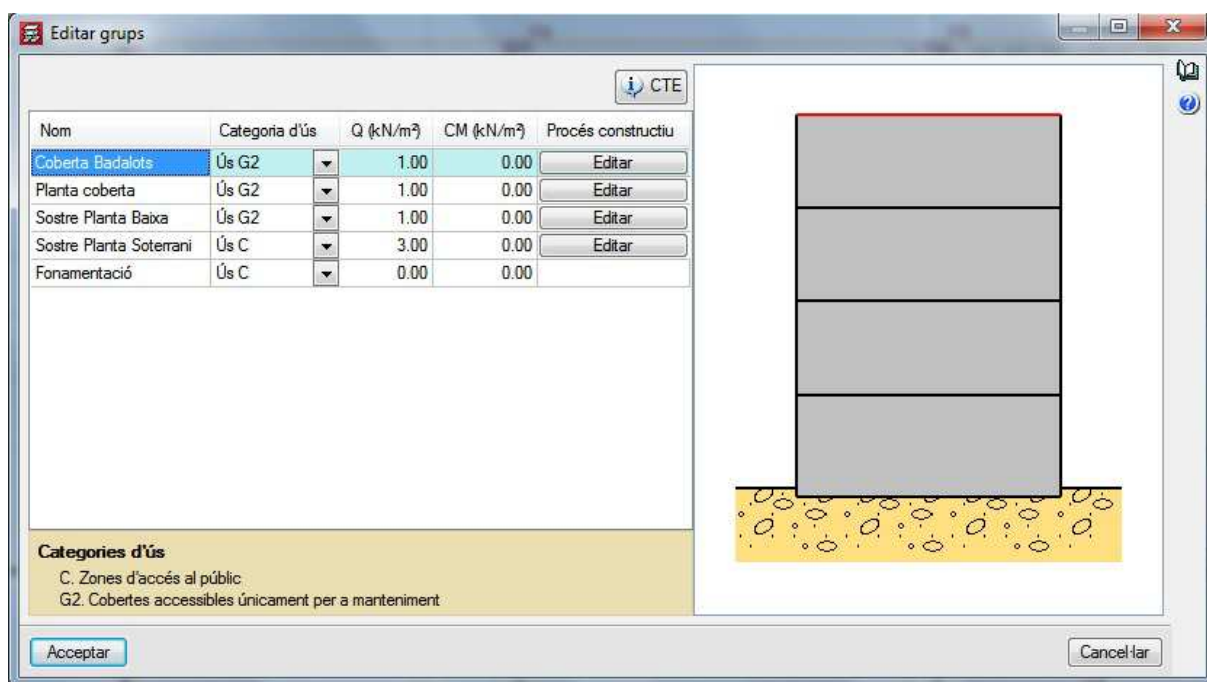 Editar grups
CTE
Nom Categoria d'ús Q (kN/m²) CM (kN/m²) Procés constructiu
Coberta Badalots Ús G2 1.00 0.00 Editar
Planta coberta Ús G2 1.00 0.00 Editar
Sostre Planta Baixa Ús G2 1.00 0.00 Editar
Sostre Planta Soterrani Ús C 3.00 0.00 Editar
Fonamentació Ús C 0.00 0.00
Categories d'ús
C. Zones d'accés al públic
G2. Cobertes accessibles únicament per a manteniment
Acceptar Cancel·lar